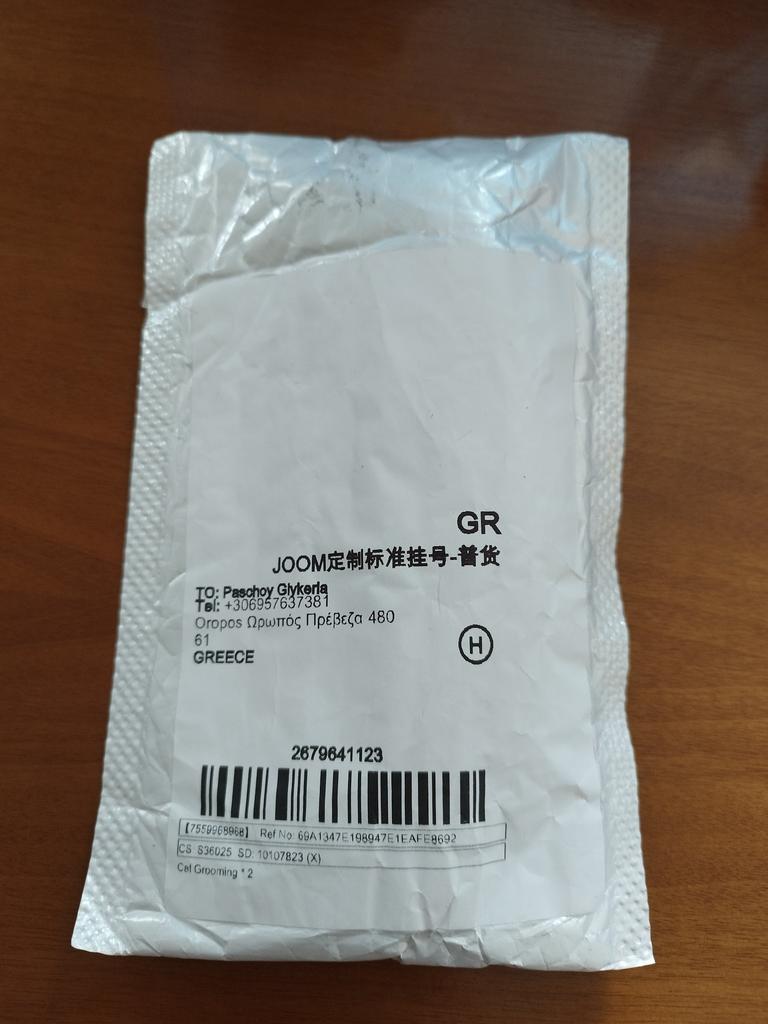 GR
JOOM定制标准挂号-普货
TO: Paschoy Glykeria
Tel: +306957637381
Oropos Ωρωπός Πρέβεζα 480
61
GREECE
H
2679641123
【7559968968】 Ref No: 69A1347E198947E1EAFE8692
CS S36025 SD: 10107823 (X)
Cat Grooming * 2